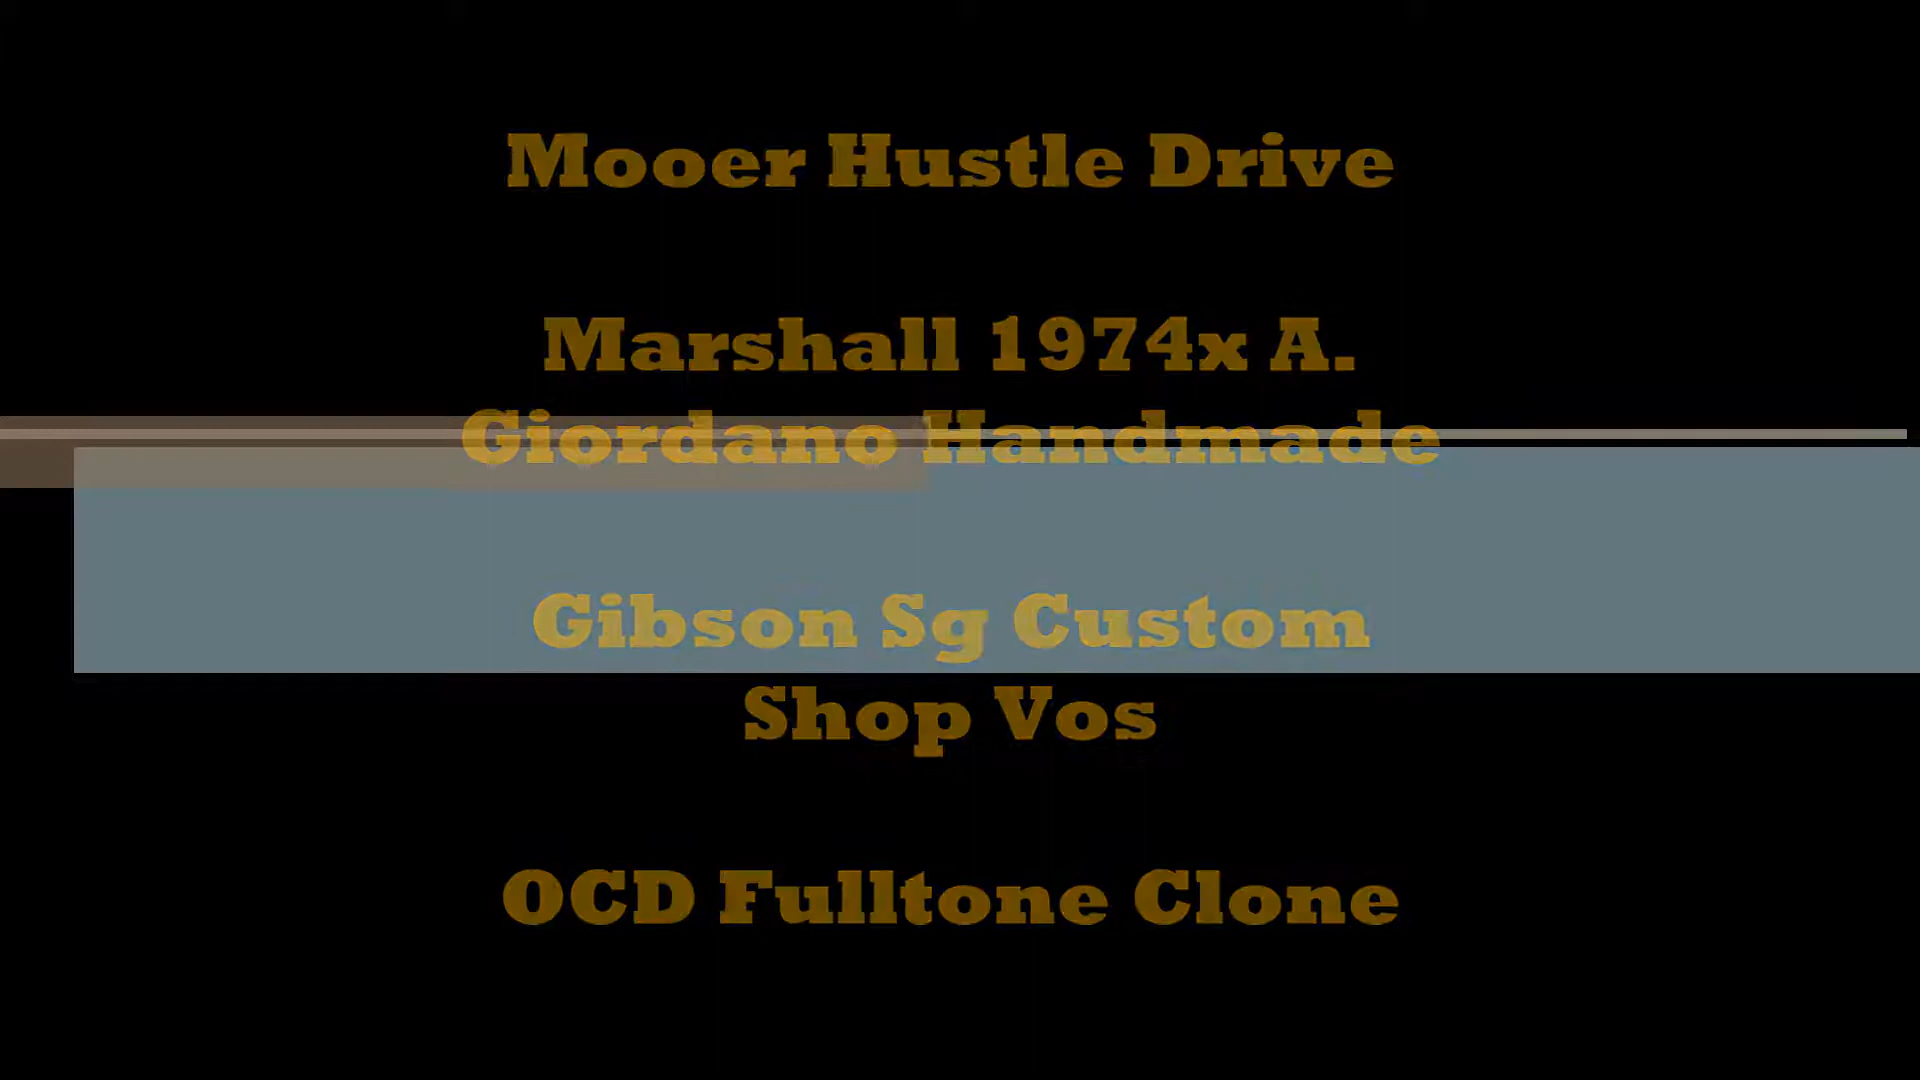 Mooer Hustle Drive
Marshall 1974x A.
Giordano Handmade
Gibson Sg Custom
Shop Vos
OCD Fulltone Clone